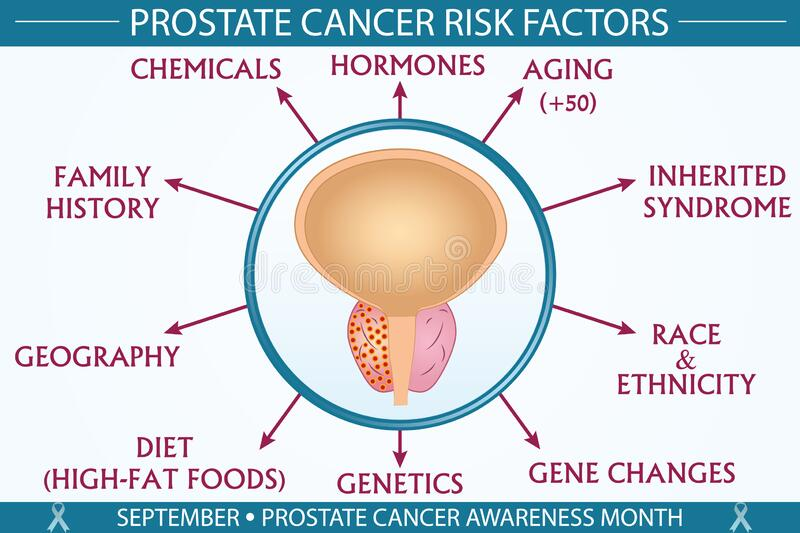 PROSTATE CANCER RISK FACTORS
CHEMICALS
HORMONES
AGING
(+50)
FAMILY
HISTORY
INHERITED
SYNDROME
GEOGRAPHY
RACE
&
ETHNICITY
DIET
(HIGH-FAT FOODS)
GENETICS
GENE CHANGES
SEPTEMBER • PROSTATE CANCER AWARENESS MONTH
dreamstime